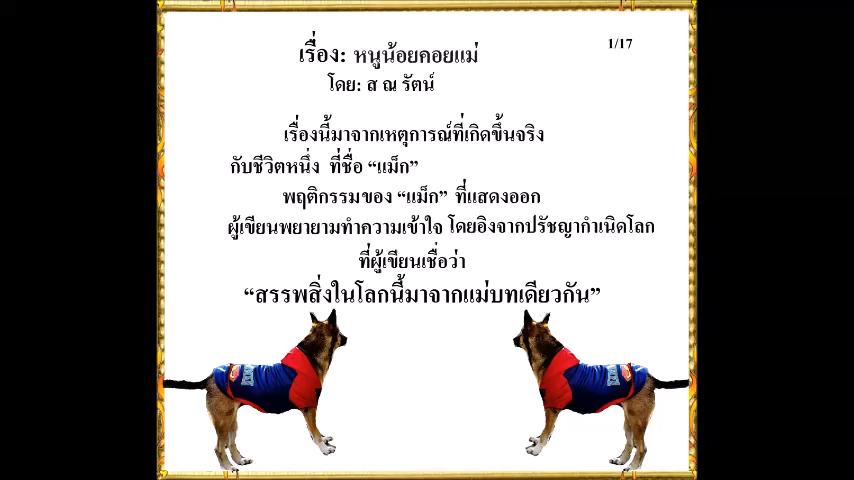 เรื่อง: หนูน้อยคอยแม่
1/17
โดย: ส ณ รัตน์
เรื่องนี้มาจากเหตุการณ์ที่เกิดขึ้นจริง
กับชีวิตหนึ่ง ที่ชื่อ “แม็ก”
พฤติกรรมของ “แม็ก” ที่แสดงออก
ผู้เขียนพยายามทำความเข้าใจ โดยอิงจากปรัชญากำเนิดโลก
ที่ผู้เขียนเชื่อว่า
“สรรพสิ่งในโลกนี้มาจากแม่บทเดียวกัน”